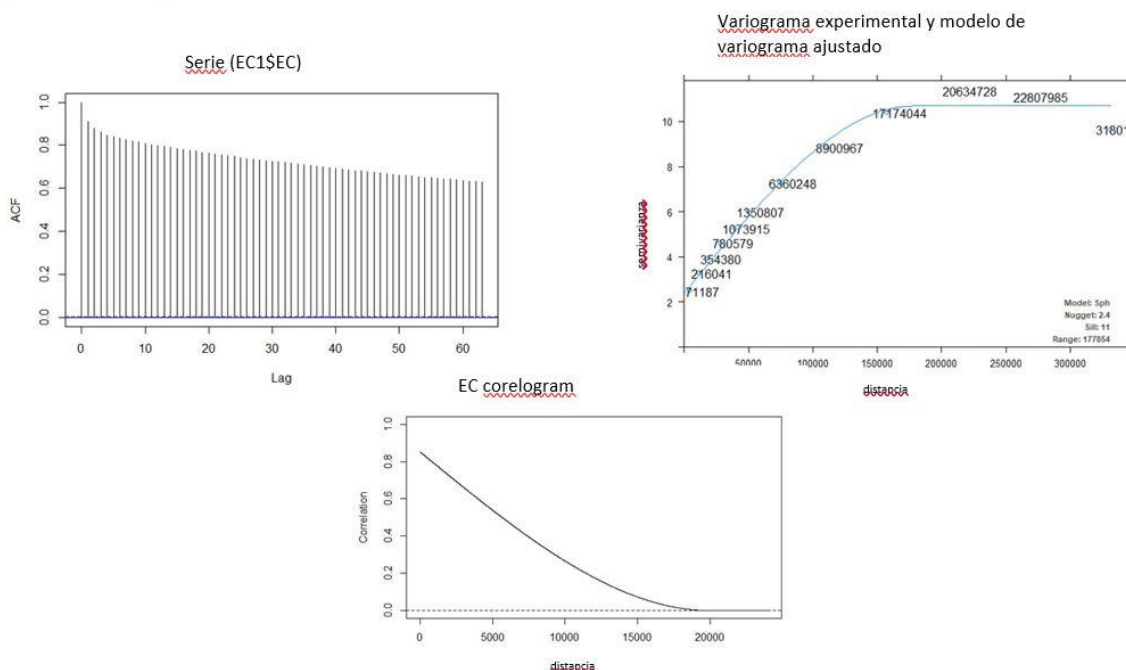 Serie (EC1$EC)
ACF
1.0
0.8
0.6
0.4
0.2
0.0
0 10 20 30 40 50 60
Lag
Variograma experimental y modelo de
variograma ajustado
semivarianza
10
8
6
4
2
20634728
22807985
17174044
31801
8900967
6360248
1350807
1073915
780579
354380
216041
71187
Model: Sph
Nugget: 2.4
Sill: 11
Range: 177854
50000 100000 150000 200000 250000 300000
distancia
EC corelogram
Correlation
1.0
0.8
0.6
0.4
0.2
0.0
0 5000 10000 15000 20000
distancia